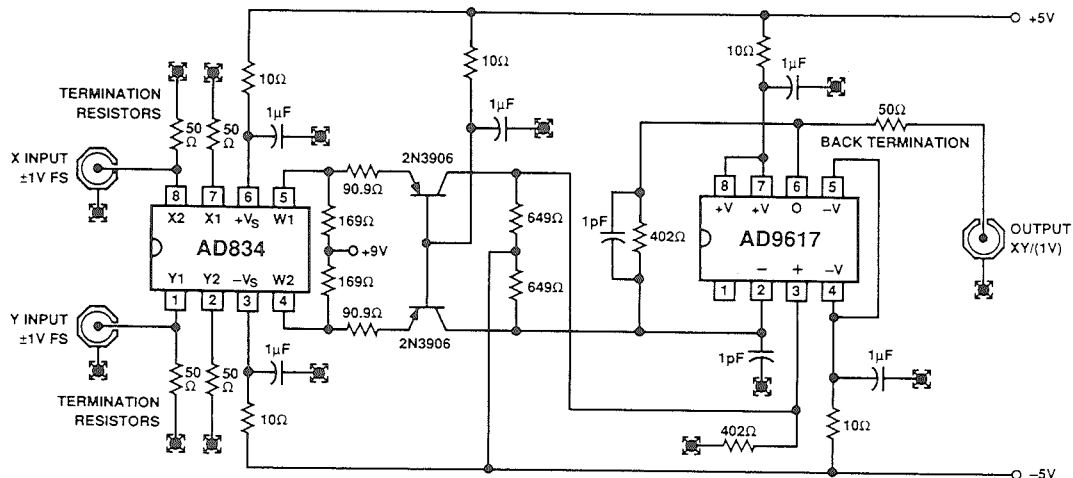 +5V
10Ω
10Ω
10Ω
TERMINATION
RESISTORS
50
Ω
50
Ω
1μF
1μF
1μF
50Ω
BACK TERMINATION
X INPUT
±1V FS
2N3906
90.9Ω
8
7
6
5
X2
X1
+VS
W1
AD834
Y1
Y2
−VS
W2
1
2
3
4
169Ω
+9V
169Ω
649Ω
649Ω
1pF
402Ω
8
7
6
5
+V
+V
O
−V
AD9617
−
+
−V
1
2
3
4
OUTPUT
XY/(1V)
Y INPUT
±1V FS
90.9Ω
2N3906
50
Ω
50
Ω
1μF
1pF
1μF
TERMINATION
RESISTORS
10Ω
402Ω
10Ω
−5V